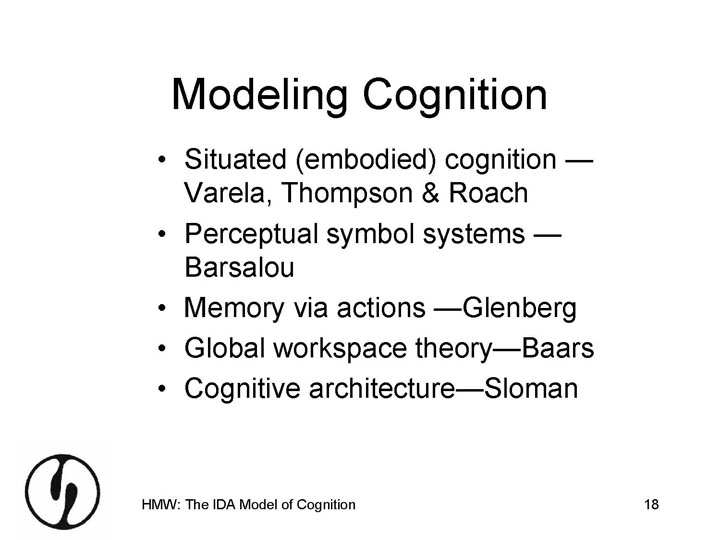 Modeling Cognition
• Situated (embodied) cognition —
Varela, Thompson & Roach
• Perceptual symbol systems —
Barsalou
• Memory via actions —Glenberg
• Global workspace theory—Baars
• Cognitive architecture—Sloman
HMW: The IDA Model of Cognition
18